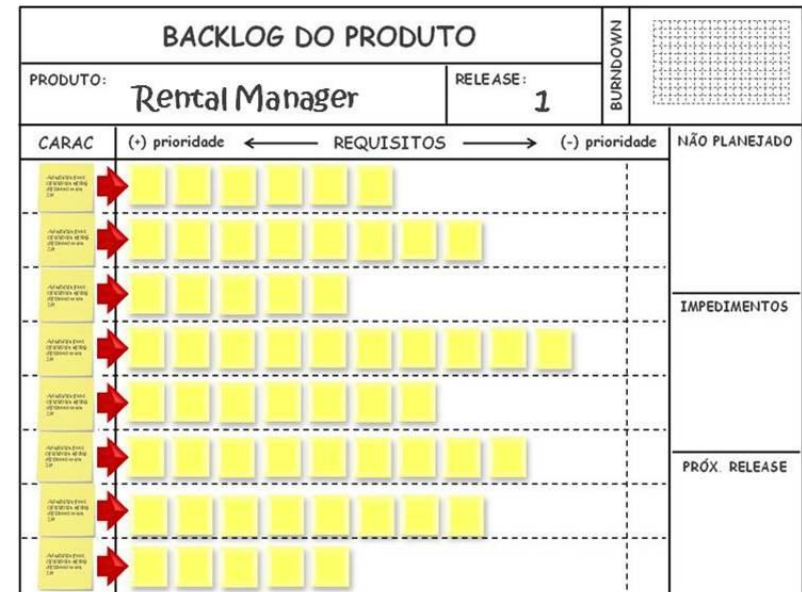 BACKLOG DO PRODUTO
BURNDOWN
PRODUTO:
Rental Manager
RELEASE:
1
CARAC
(+) prioridade ← REQUISITOS → (-) prioridade
NÃO PLANEJADO
IMPEDIMENTOS
PRÓX. RELEASE